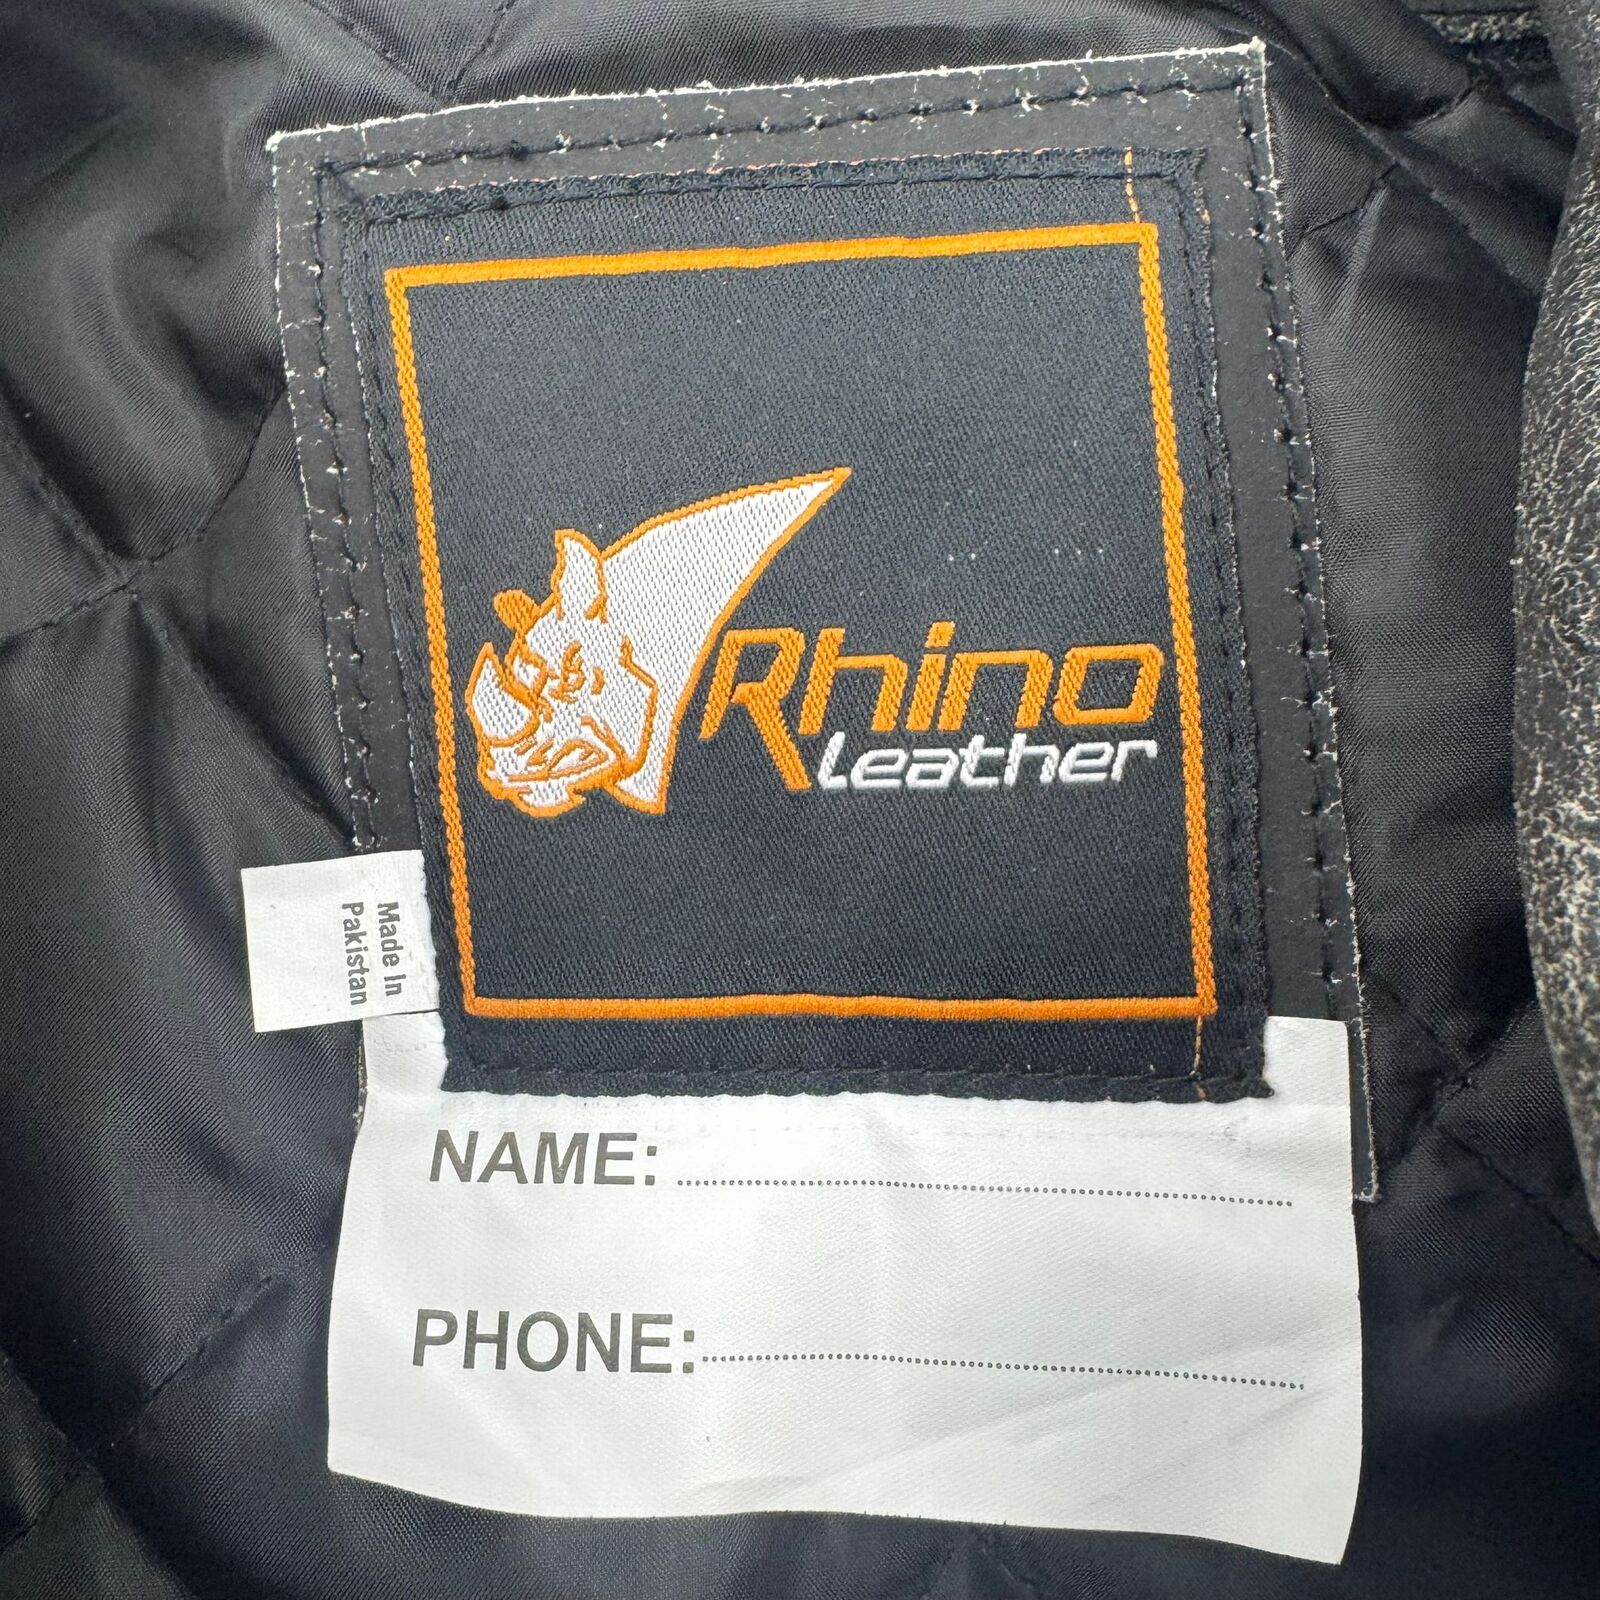 Rhino
Leather
Made In
Pakistan
NAME:
PHONE: